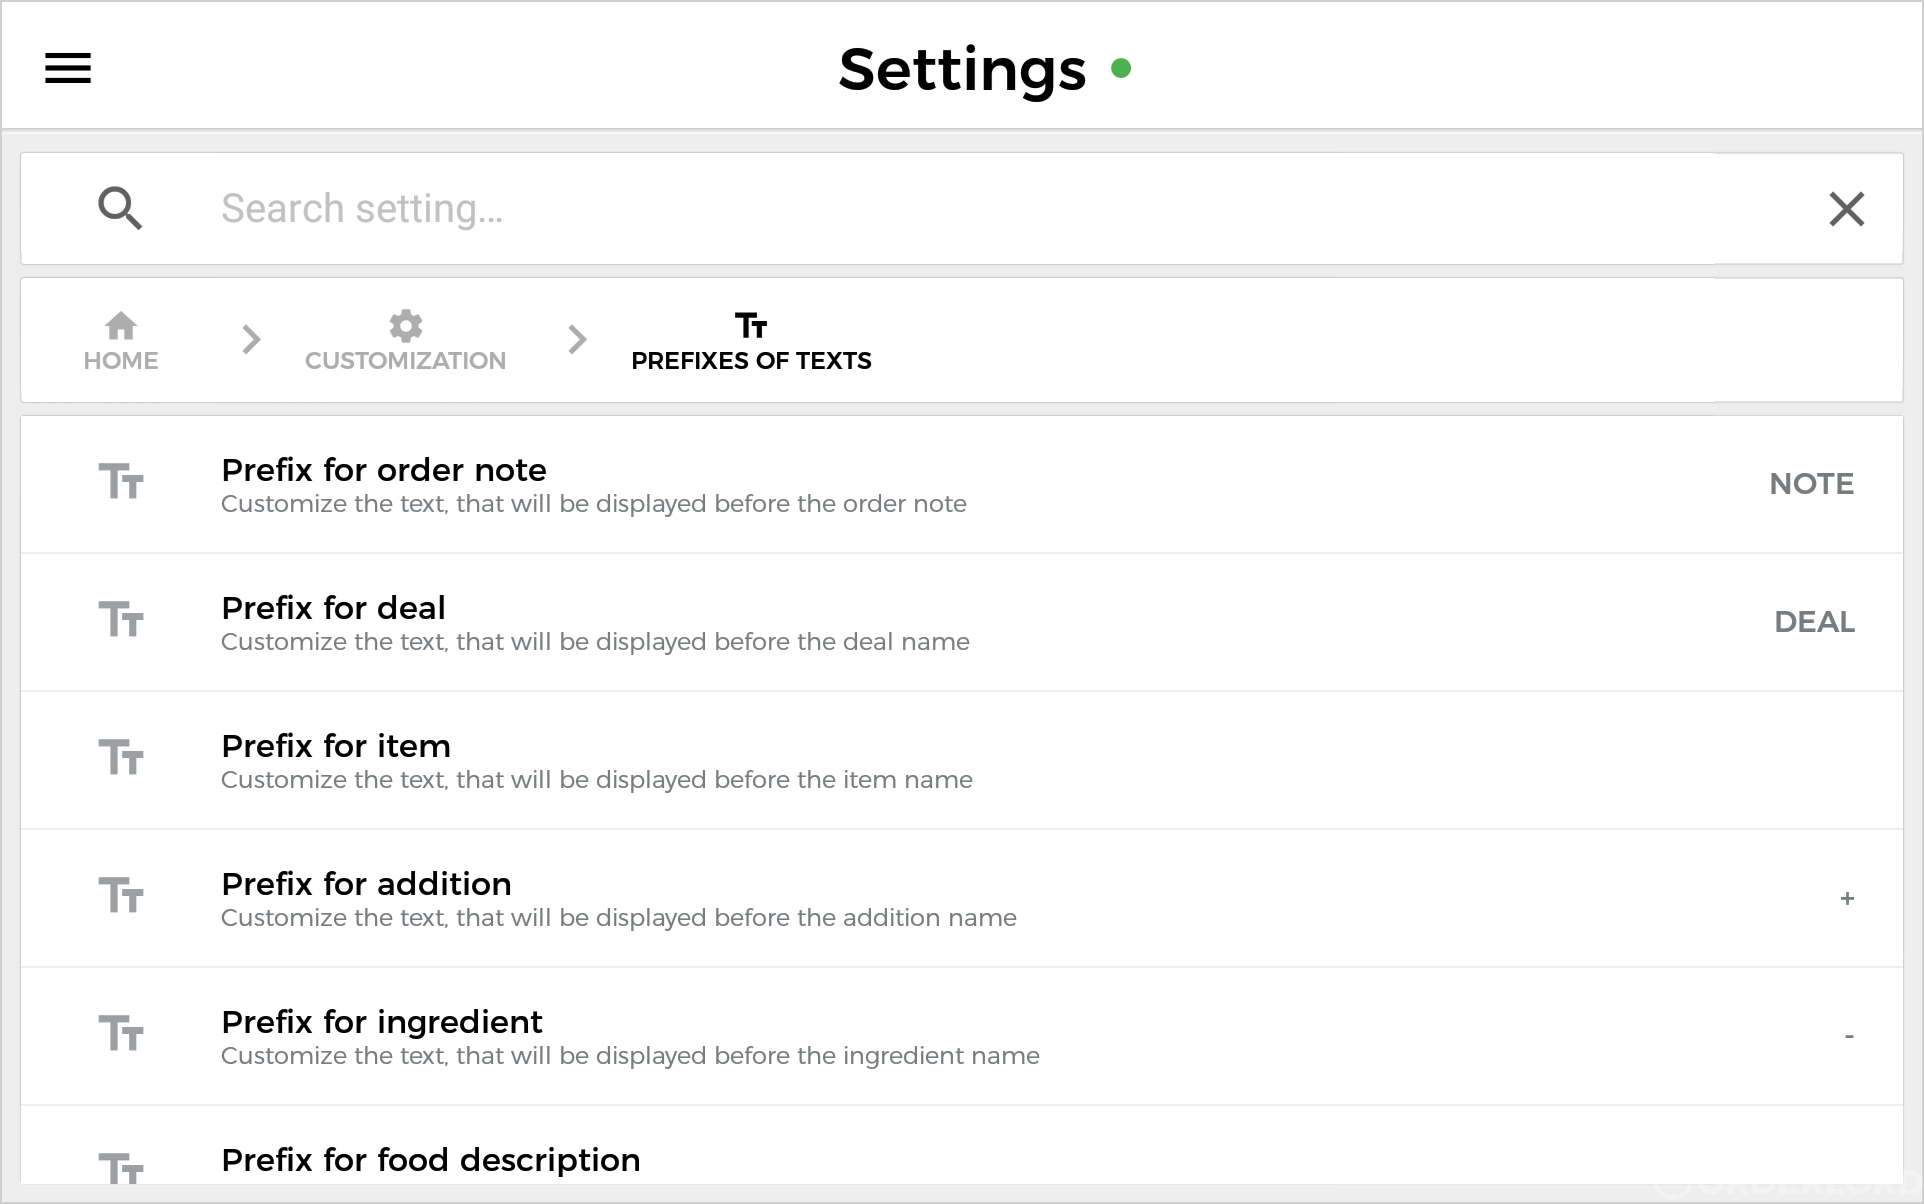 Settings
Search setting...
HOME
CUSTOMIZATION
PREFIXES OF TEXTS
Prefix for order note
Customize the text, that will be displayed before the order note
NOTE
Prefix for deal
Customize the text, that will be displayed before the deal name
DEAL
Prefix for item
Customize the text, that will be displayed before the item name
Prefix for addition
Customize the text, that will be displayed before the addition name
+
Prefix for ingredient
Customize the text, that will be displayed before the ingredient name
-
Prefix for food description